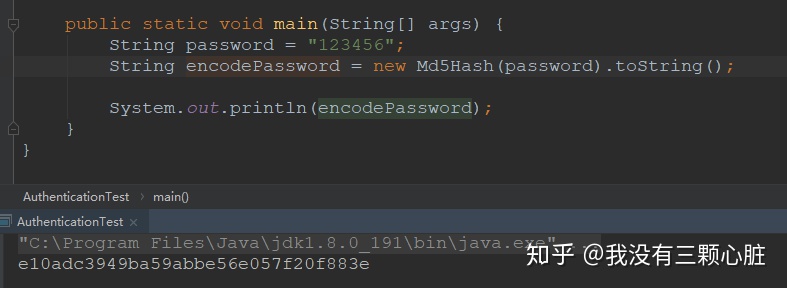 public static void main(String[] args) {
String password = "123456";
String encodePassword = new Md5Hash(password).toString();
System.out.println(encodePassword);
}
}
AuthenticationTest › main()
AuthenticationTest ×
"C:\Program Files\Java\jdk1.8.0_191\bin\java.exe" ...
e10adc3949ba59abbe56e057f20f883e
知乎 @我没有三颗心脏